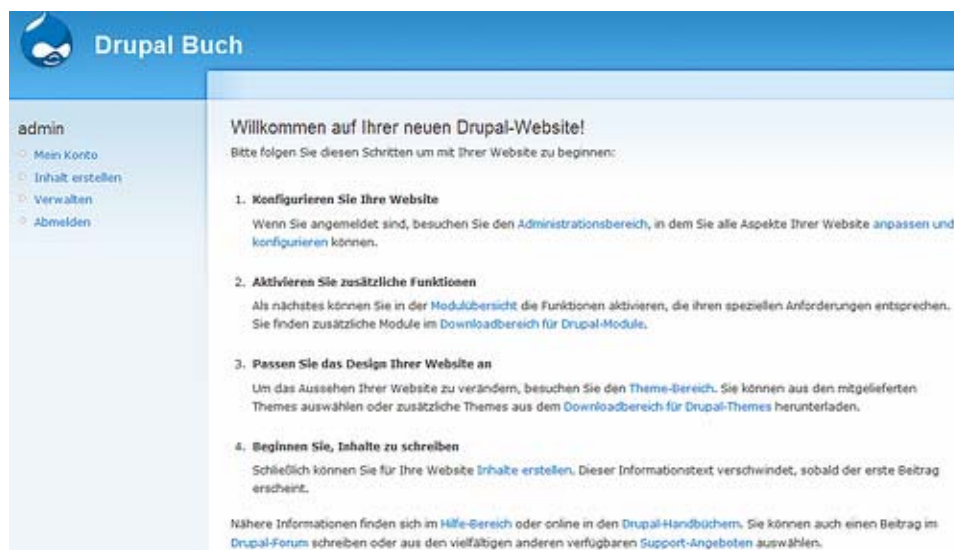 Drupal Buch
admin
Mein Konto
Inhalt erstellen
Verwalten
Abmelden
Willkommen auf Ihrer neuen Drupal-Website!
Bitte folgen Sie diesen Schritten um mit Ihrer Website zu beginnen:
1. Konfigurieren Sie Ihre Website
Wenn Sie angemeldet sind, besuchen Sie den Administrationsbereich, in dem Sie alle Aspekte Ihrer Website anpassen und
konfigurieren können.
2. Aktivieren Sie zusätzliche Funktionen
Als nächstes können Sie in der Modulübersicht die Funktionen aktivieren, die ihren speziellen Anforderungen entsprechen.
Sie finden zusätzliche Module im Downloadbereich für Drupal-Module.
3. Passen Sie das Design Ihrer Website an
Um das Aussehen Ihrer Website zu verändern, besuchen Sie den Theme-Bereich. Sie können aus den mitgelieferten
Themes auswählen oder zusätzliche Themes aus dem Downloadbereich für Drupal-Themes herunterladen.
4. Beginnen Sie, Inhalte zu schreiben
Schließlich können Sie für Ihre Website Inhalte erstellen. Dieser Informationstext verschwindet, sobald der erste Beitrag
erscheint.
Nähere Informationen finden sich im Hilfe-Bereich oder online in den Drupal-Handbüchern. Sie können auch einen Beitrag im
Drupal-Forum schreiben oder aus den vielfältigen anderen verfügbaren Support-Angeboten auswählen.